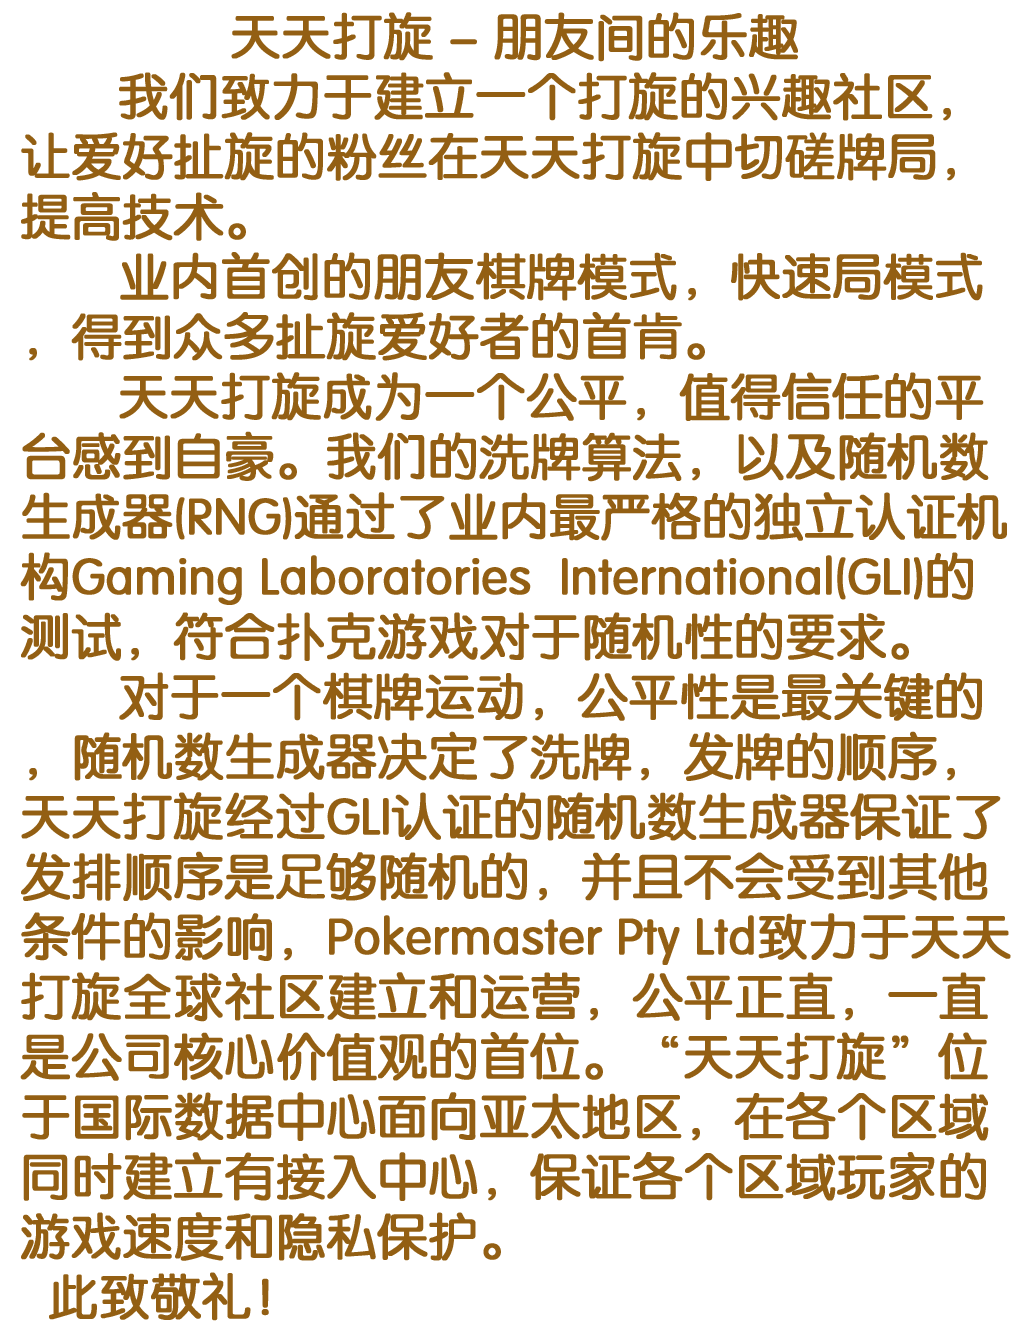 天天打旋 – 朋友间的乐趣
我们致力于建立一个打旋的兴趣社区，
让爱好扯旋的粉丝在天天打旋中切磋牌局，
提高技术。
业内首创的朋友棋牌模式，快速局模式
，得到众多扯旋爱好者的首肯。
天天打旋成为一个公平，值得信任的平
台感到自豪。我们的洗牌算法，以及随机数
生成器(RNG)通过了业内最严格的独立认证机
构Gaming Laboratories  International(GLI)的
测试，符合扑克游戏对于随机性的要求。
对于一个棋牌运动，公平性是最关键的
，随机数生成器决定了洗牌，发牌的顺序，
天天打旋经过GLI认证的随机数生成器保证了
发排顺序是足够随机的，并且不会受到其他
条件的影响，Pokermaster Pty Ltd致力于天天
打旋全球社区建立和运营，公平正直，一直
是公司核心价值观的首位。“天天打旋”位
于国际数据中心面向亚太地区，在各个区域
同时建立有接入中心，保证各个区域玩家的
游戏速度和隐私保护。
此致敬礼！